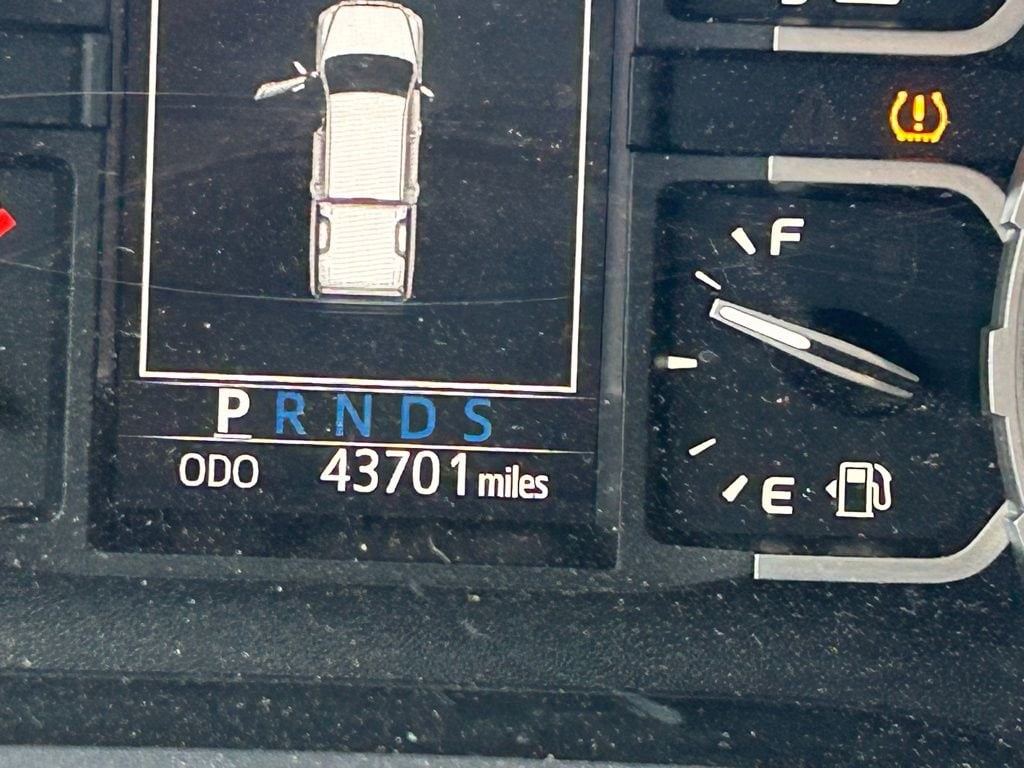 F
P R N D S
ODO 43701 miles
E